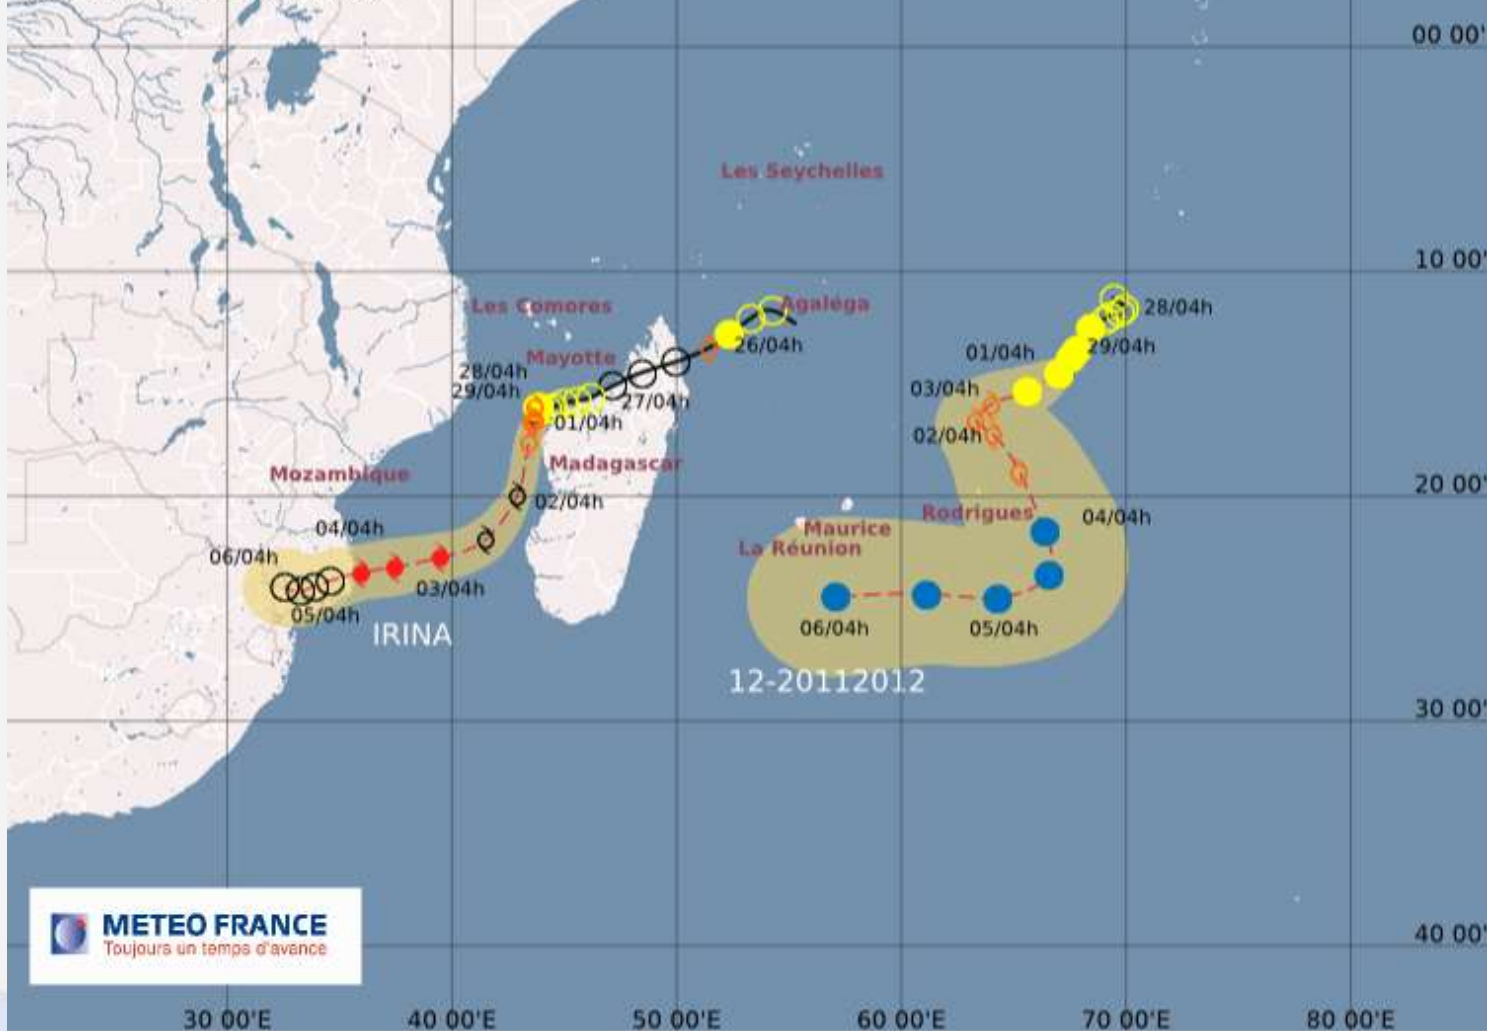 00 00'
Les Seychelles
10 00'
Les Comores
Agaléga
28/04h
26/04h
29/04h
Mayotte
01/04h
28/04h
29/04h
27/04h
03/04h
01/04h
02/04h
Madagascar
Mozambique
20 00'
02/04h
Rodrigues
04/04h
04/04h
Maurice
La Réunion
06/04h
03/04h
05/04h
06/04h
05/04h
IRINA
12-20112012
30 00'
METEO FRANCE
Toujours un temps d'avance
40 00'
30 00'E
40 00'E
50 00'E
60 00'E
70 00'E
80 00'E